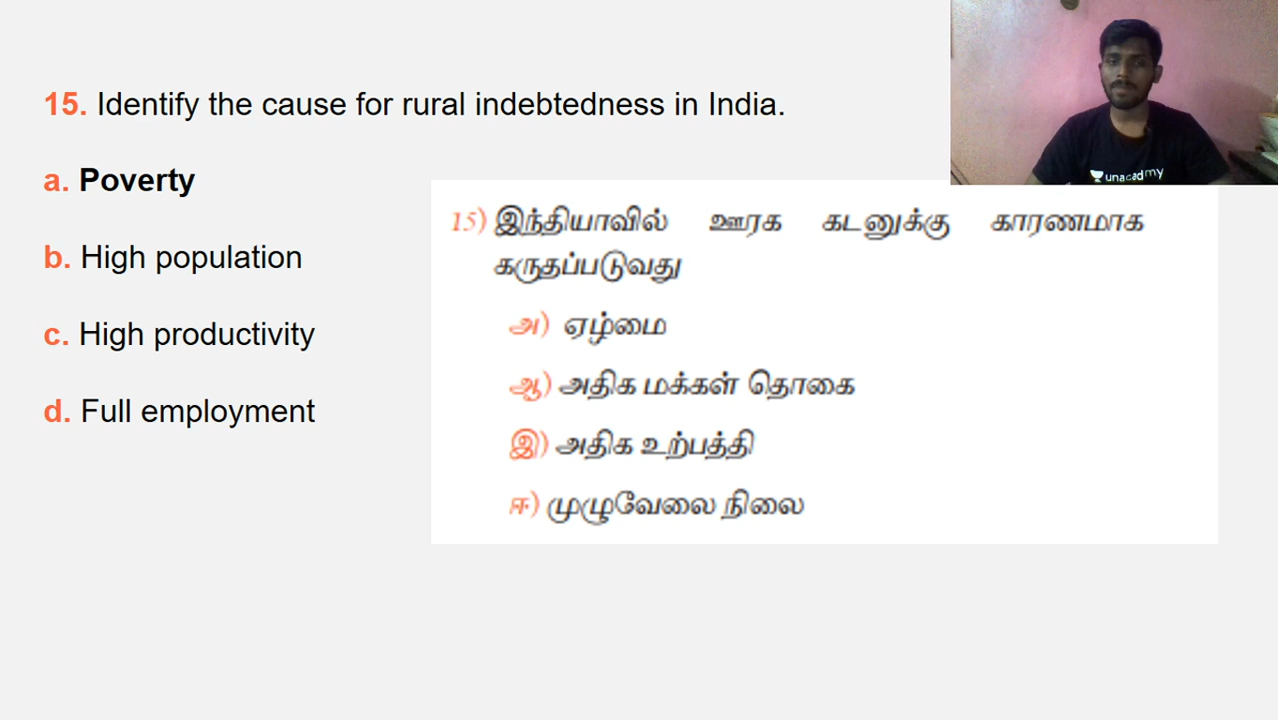 15. Identify the cause for rural indebtedness in India.
a. Poverty
b. High population
c. High productivity
d. Full employment
15) இந்தியாவில் ஊரக கடனுக்கு காரணமாக
கருதப்படுவது
அ) ஏழ்மை
ஆ) அதிக மக்கள் தொகை
இ) அதிக உற்பத்தி
ஈ) முழுவேலை நிலை
unacademy